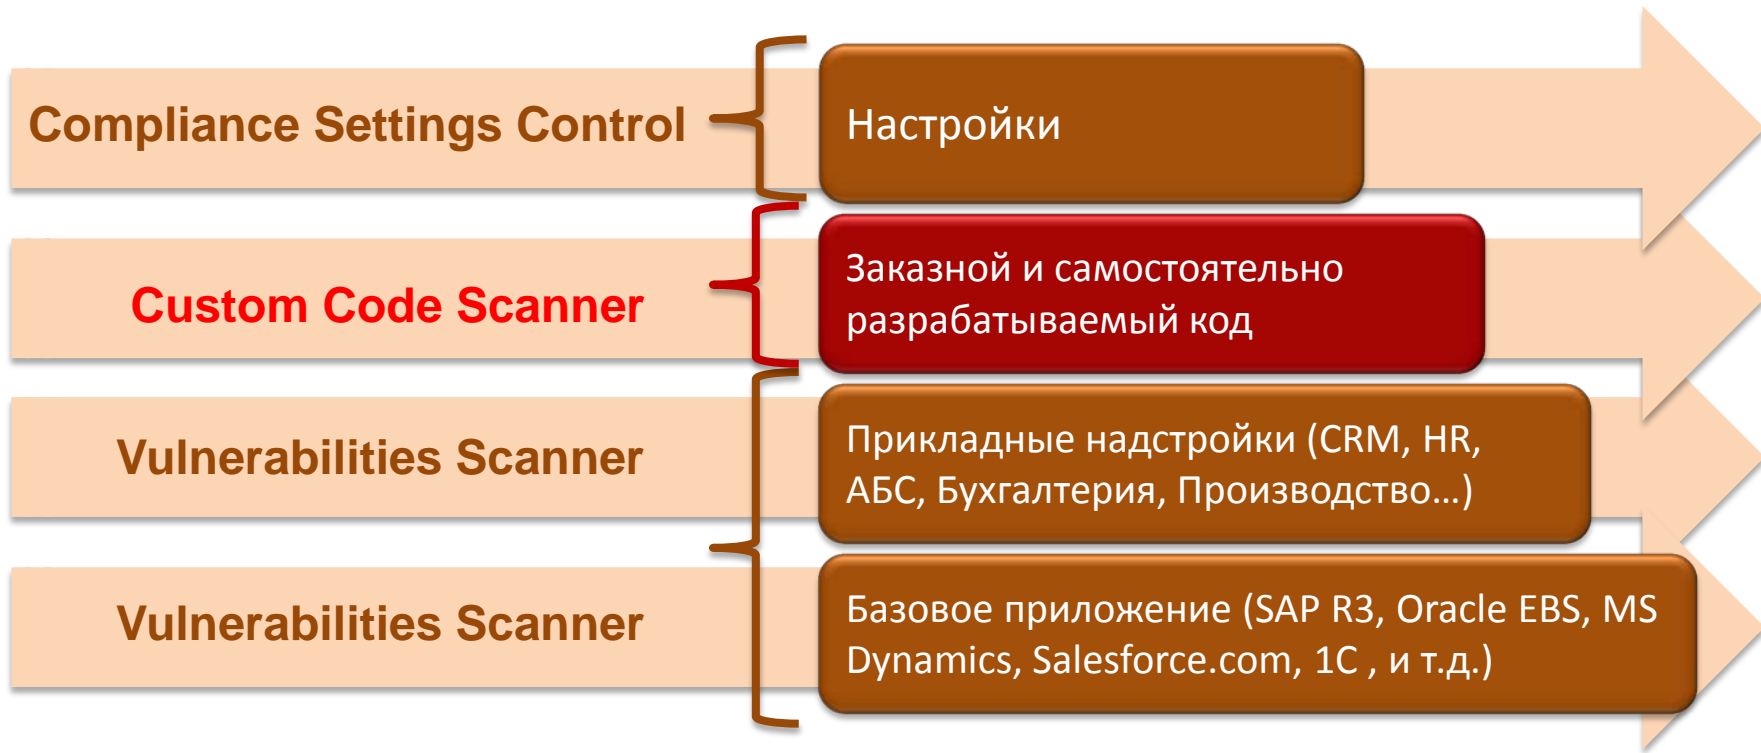 Compliance Settings Control
Настройки
Custom Code Scanner
Заказной и самостоятельно
разрабатываемый код
Vulnerabilities Scanner
Прикладные надстройки (CRM, HR,
АБС, Бухгалтерия, Производство…)
Vulnerabilities Scanner
Базовое приложение (SAP R3, Oracle EBS, MS
Dynamics, Salesforce.com, 1C , и т.д.)